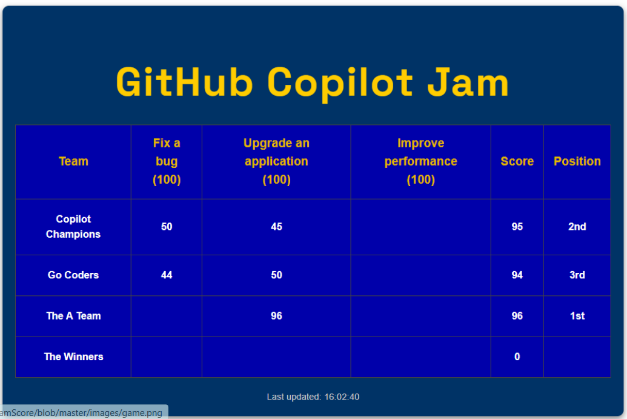 GitHub Copilot Jam
Fix a
Upgrade an
Improve
Team
bug
application
performance
Score
Position
(100)
(100)
(100)
Copilot
Champions
50
45
95
2nd
Go Coders
44
50
94
3rd
The A Team
96
96
1st
The Winners
0
Last updated: 16:02:40
amScore/blob/master/images/game.png